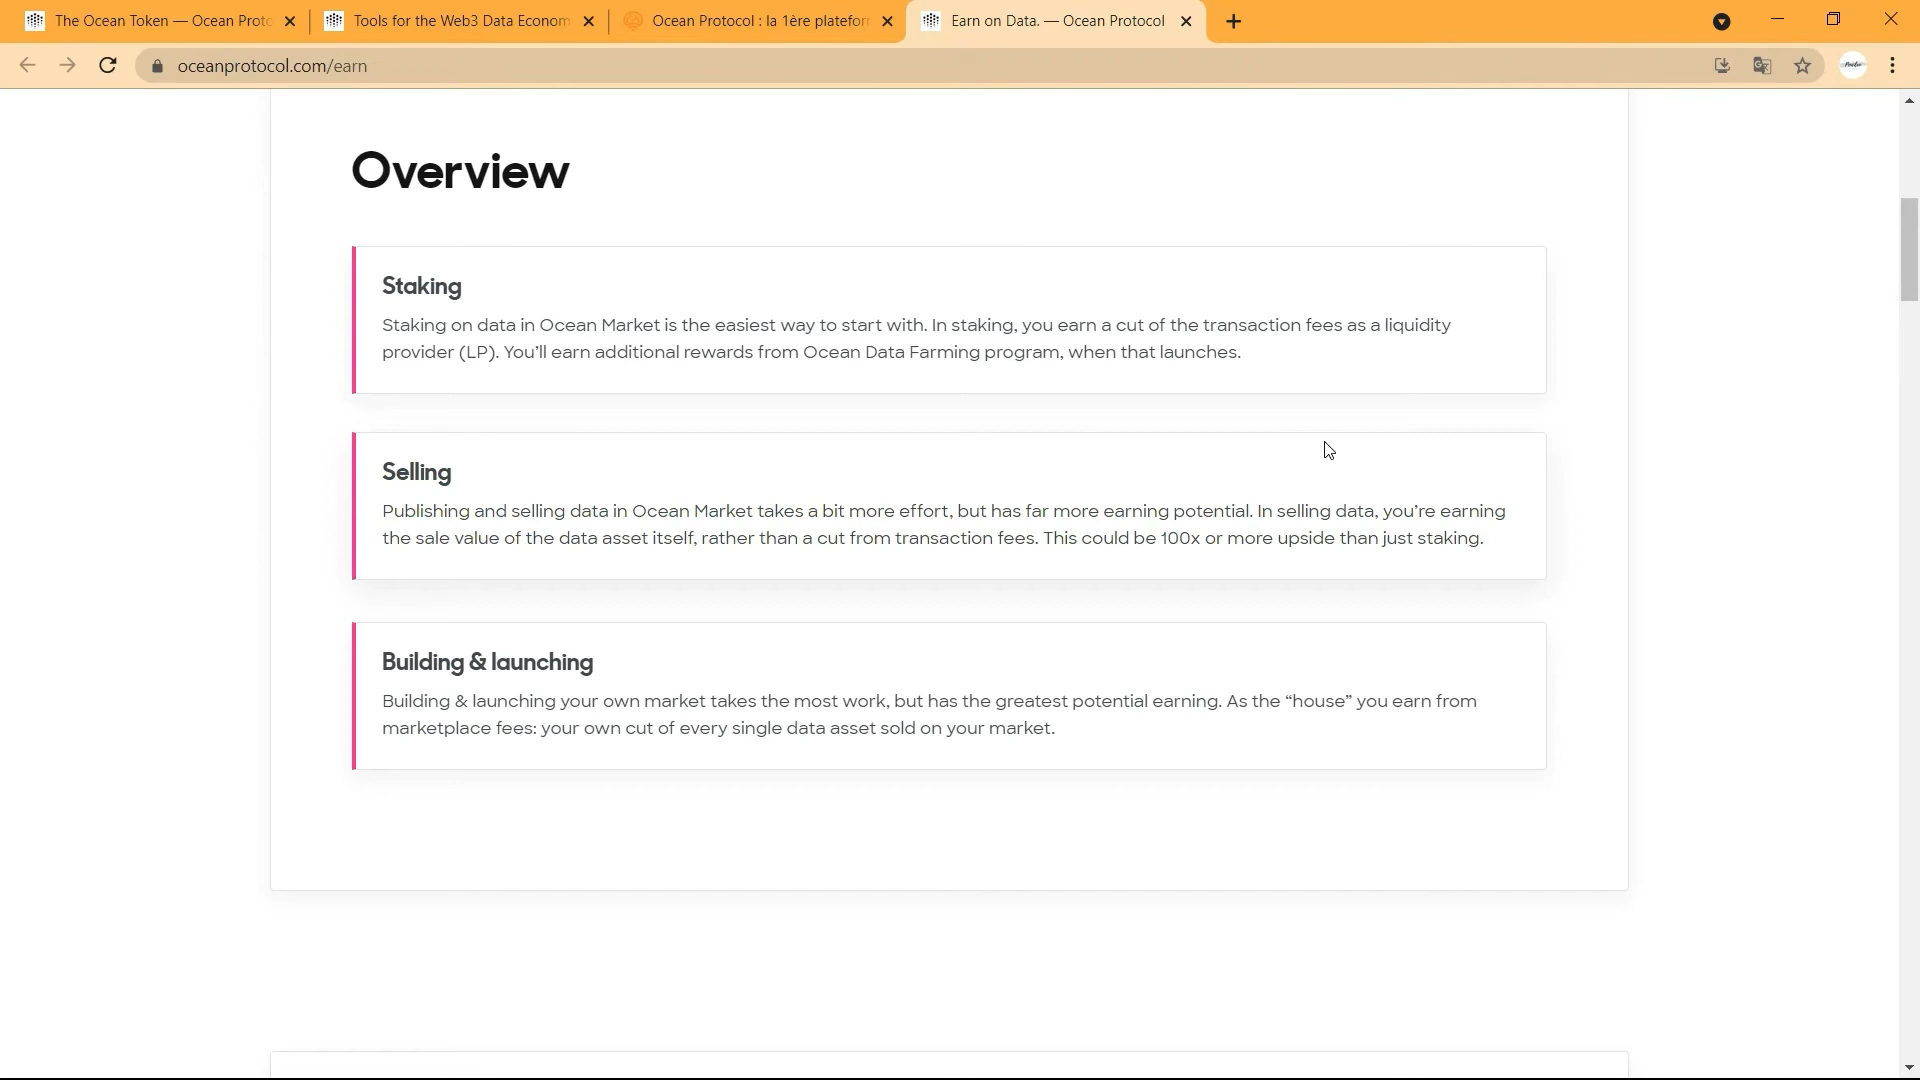 The Ocean Token — Ocean Proto
Tools for the Web3 Data Econom
Ocean Protocol : la 1ère platefor
Earn on Data. — Ocean Protocol
oceanprotocol.com/earn
Overview
Staking
Staking on data in Ocean Market is the easiest way to start with. In staking, you earn a cut of the transaction fees as a liquidity
provider (LP). You’ll earn additional rewards from Ocean Data Farming program, when that launches.
Selling
Publishing and selling data in Ocean Market takes a bit more effort, but has far more earning potential. In selling data, you’re earning
the sale value of the data asset itself, rather than a cut from transaction fees. This could be 100x or more upside than just staking.
Building & launching
Building & launching your own market takes the most work, but has the greatest potential earning. As the “house” you earn from
marketplace fees: your own cut of every single data asset sold on your market.